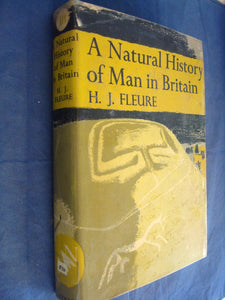 A Natural History
of Man in Britain
H. J. FLEURE
A Natural
History
of Man
in Britain
H. J.
FLEURE